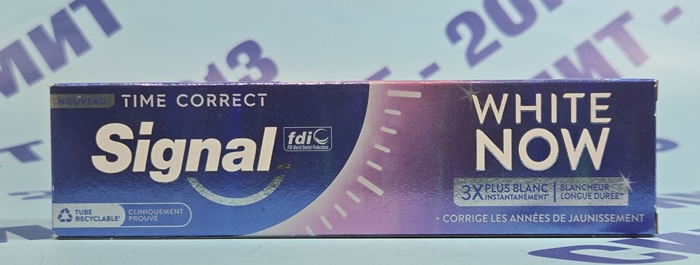 NOUVEAU TIME CORRECT
Signal
fdi
FDI World Dental Federation
TUBE RECYCLABLE*
CLINIQUEMENT PROUVÉ
WHITE
NOW
3X PLUS BLANC INSTANTANÉMENT*
BLANCHEUR LONGUE DURÉE**
+ CORRIGE LES ANNÉES DE JAUNISSEMENT